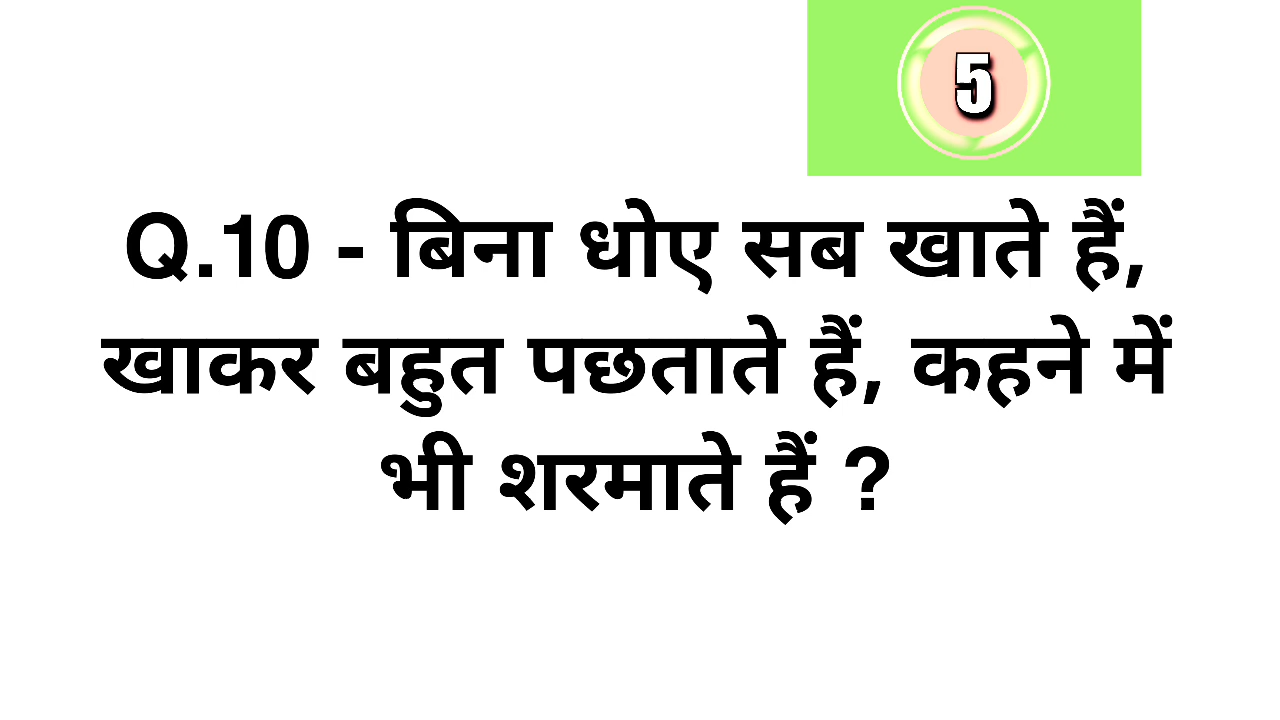 5
Q.10 - बिना धोए सब खाते हैं,
खाकर बहुत पछताते हैं, कहने में
भी शरमाते हैं ?